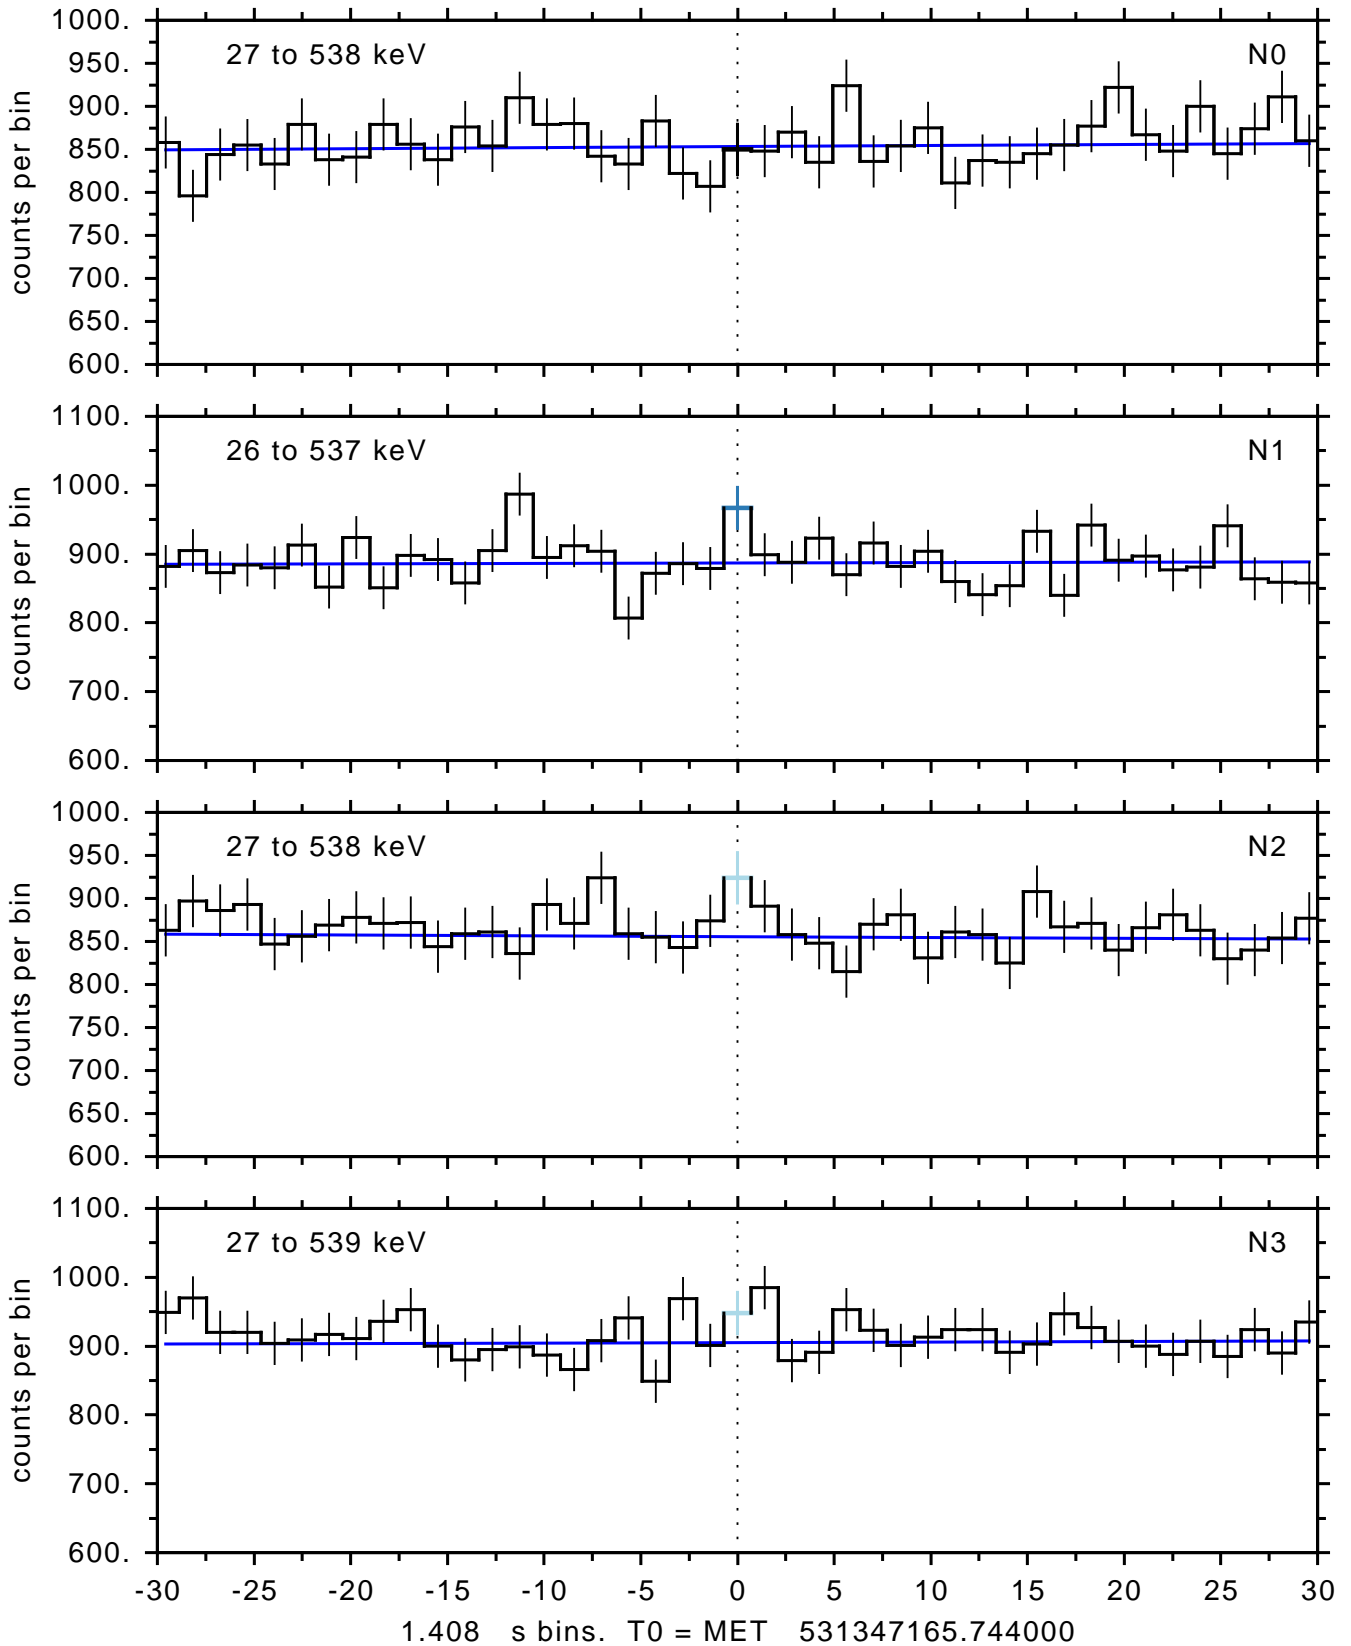 1000.
27 to 538 keV
N0
950.
900.
850.
800.
750.
700.
650.
600.
counts per bin
1100.
26 to 537 keV
N1
1000.
900.
800.
700.
600.
counts per bin
1000.
27 to 538 keV
N2
950.
900.
850.
800.
750.
700.
650.
600.
counts per bin
1100.
27 to 539 keV
N3
1000.
900.
800.
700.
600.
counts per bin
-30 -25 -20 -15 -10 -5 0 5 10 15 20 25 30
1.408 s bins. T0 = MET 531347165.744000